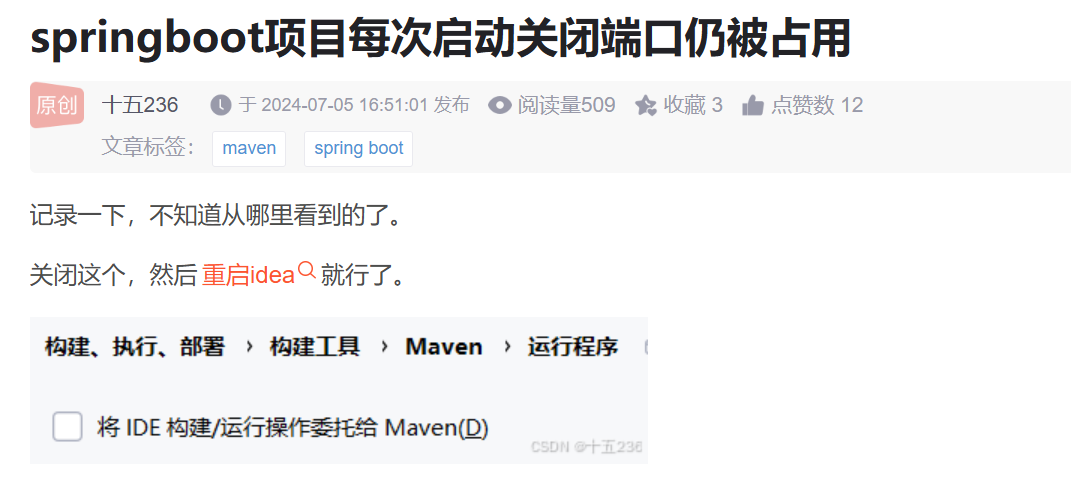 springboot项目每次启动关闭端口仍被占用
原创 十五236 于 2024-07-05 16:51:01 发布 阅读量509 收藏 3 点赞数 12
文章标签： maven spring boot
记录一下，不知道从哪里看到的了。
关闭这个，然后重启idea就行了。
构建、执行、部署 › 构建工具 › Maven › 运行程序
将 IDE 构建/运行操作委托给 Maven(D)
CSDN @十五236